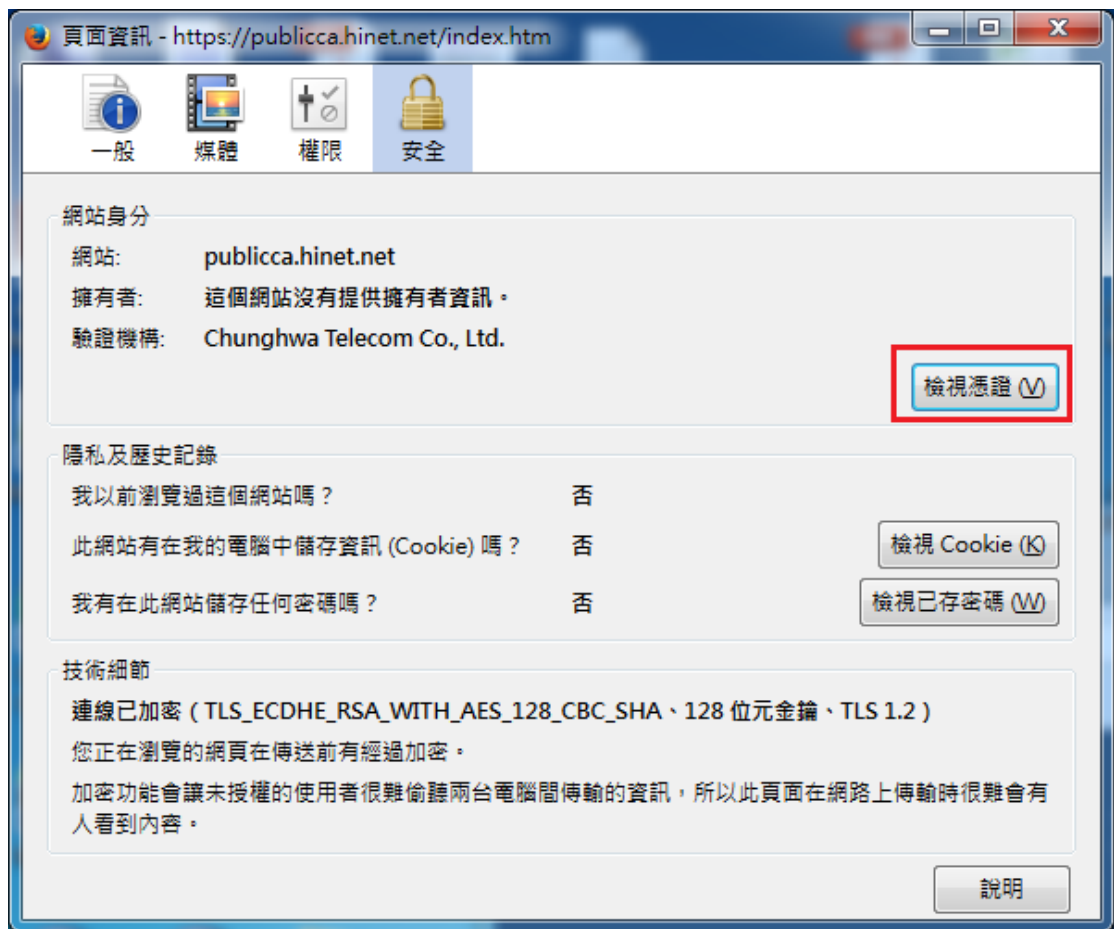 頁面資訊 - https://publicca.hinet.net/index.htm
一般 媒體 權限 安全
網站身分
網站: publicca.hinet.net
擁有者: 這個網站沒有提供擁有者資訊。
驗證機構: Chunghwa Telecom Co., Ltd.
檢視憑證 (V)
隱私及歷史記錄
我以前瀏覽過這個網站嗎？ 否
此網站有在我的電腦中儲存資訊 (Cookie) 嗎？ 否 檢視 Cookie (K)
我有在此網站儲存任何密碼嗎？ 否 檢視已存密碼 (W)
技術細節
連線已加密（TLS_ECDHE_RSA_WITH_AES_128_CBC_SHA、128 位元金鑰、TLS 1.2）
您正在瀏覽的網頁在傳送前有經過加密。
加密功能會讓未授權的使用者很難偷聽兩台電腦間傳輸的資訊，所以此頁面在網路上傳輸時很難會有
人看到內容。
說明